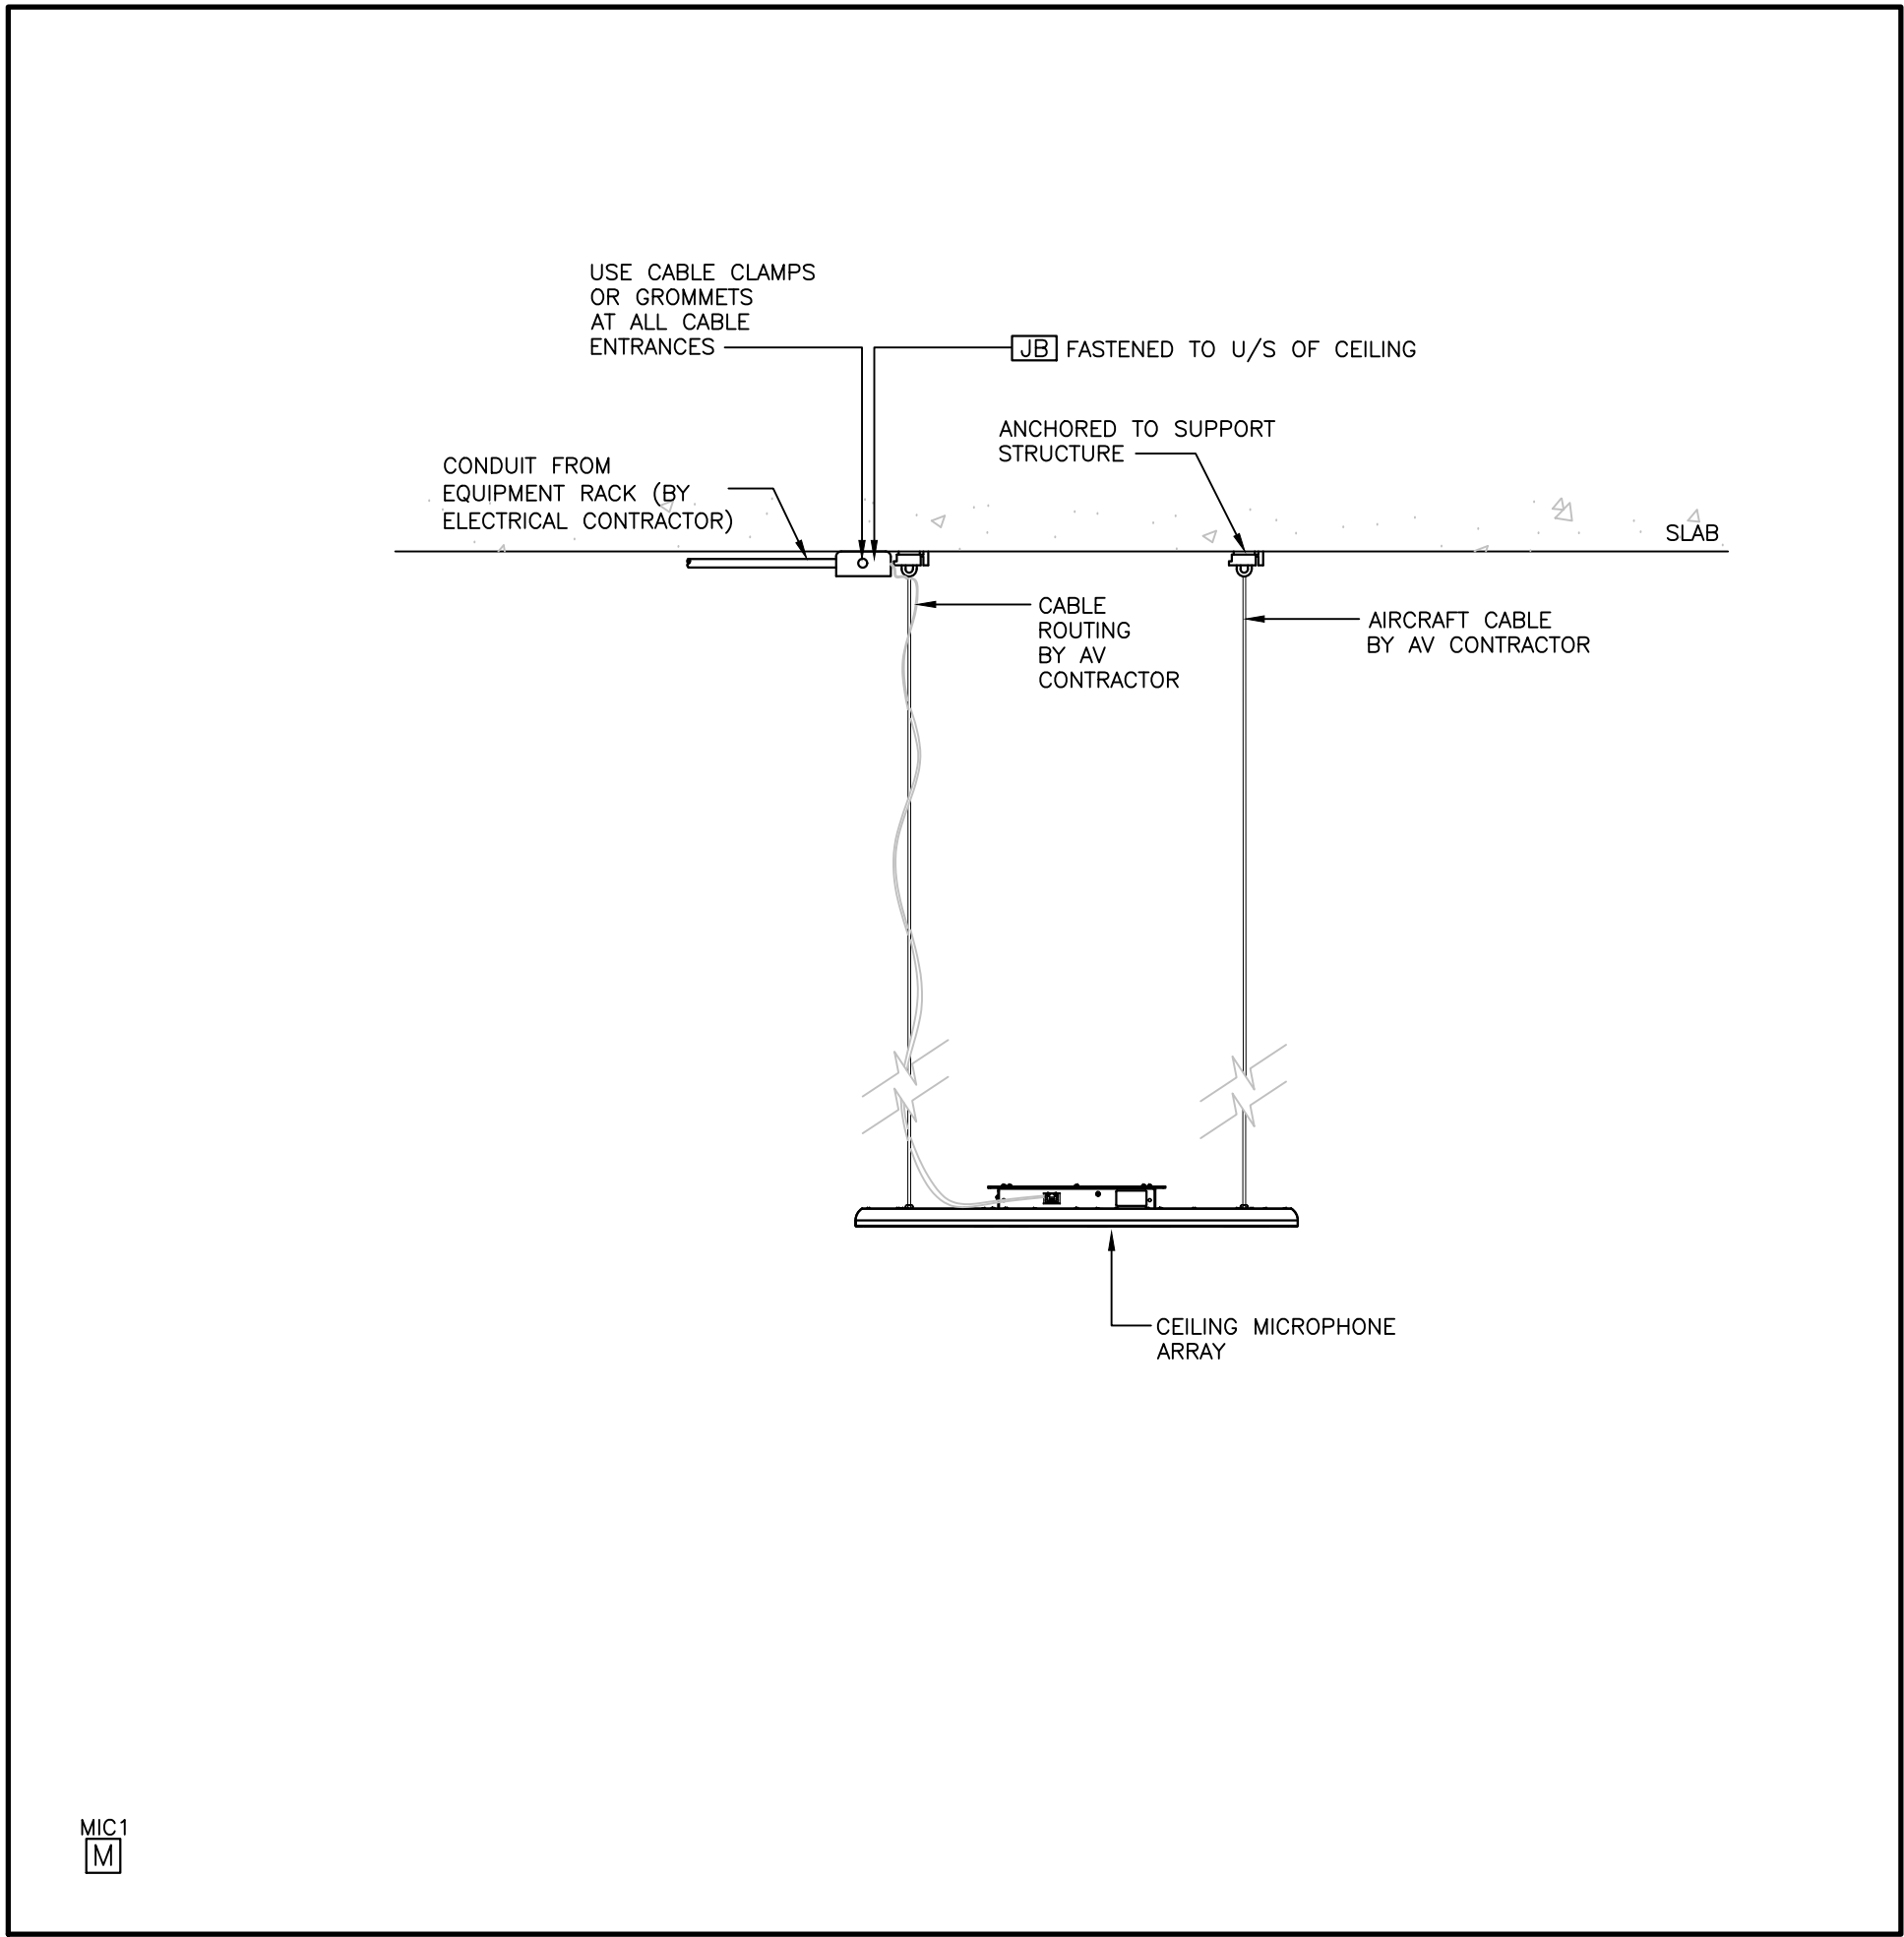 USE CABLE CLAMPS
OR GROMMETS
AT ALL CABLE
ENTRANCES
JB FASTENED TO U/S OF CEILING
ANCHORED TO SUPPORT
STRUCTURE
CONDUIT FROM
EQUIPMENT RACK (BY
ELECTRICAL CONTRACTOR)
SLAB
CABLE
ROUTING
BY AV
CONTRACTOR
AIRCRAFT CABLE
BY AV CONTRACTOR
CEILING MICROPHONE
ARRAY
MIC1
M